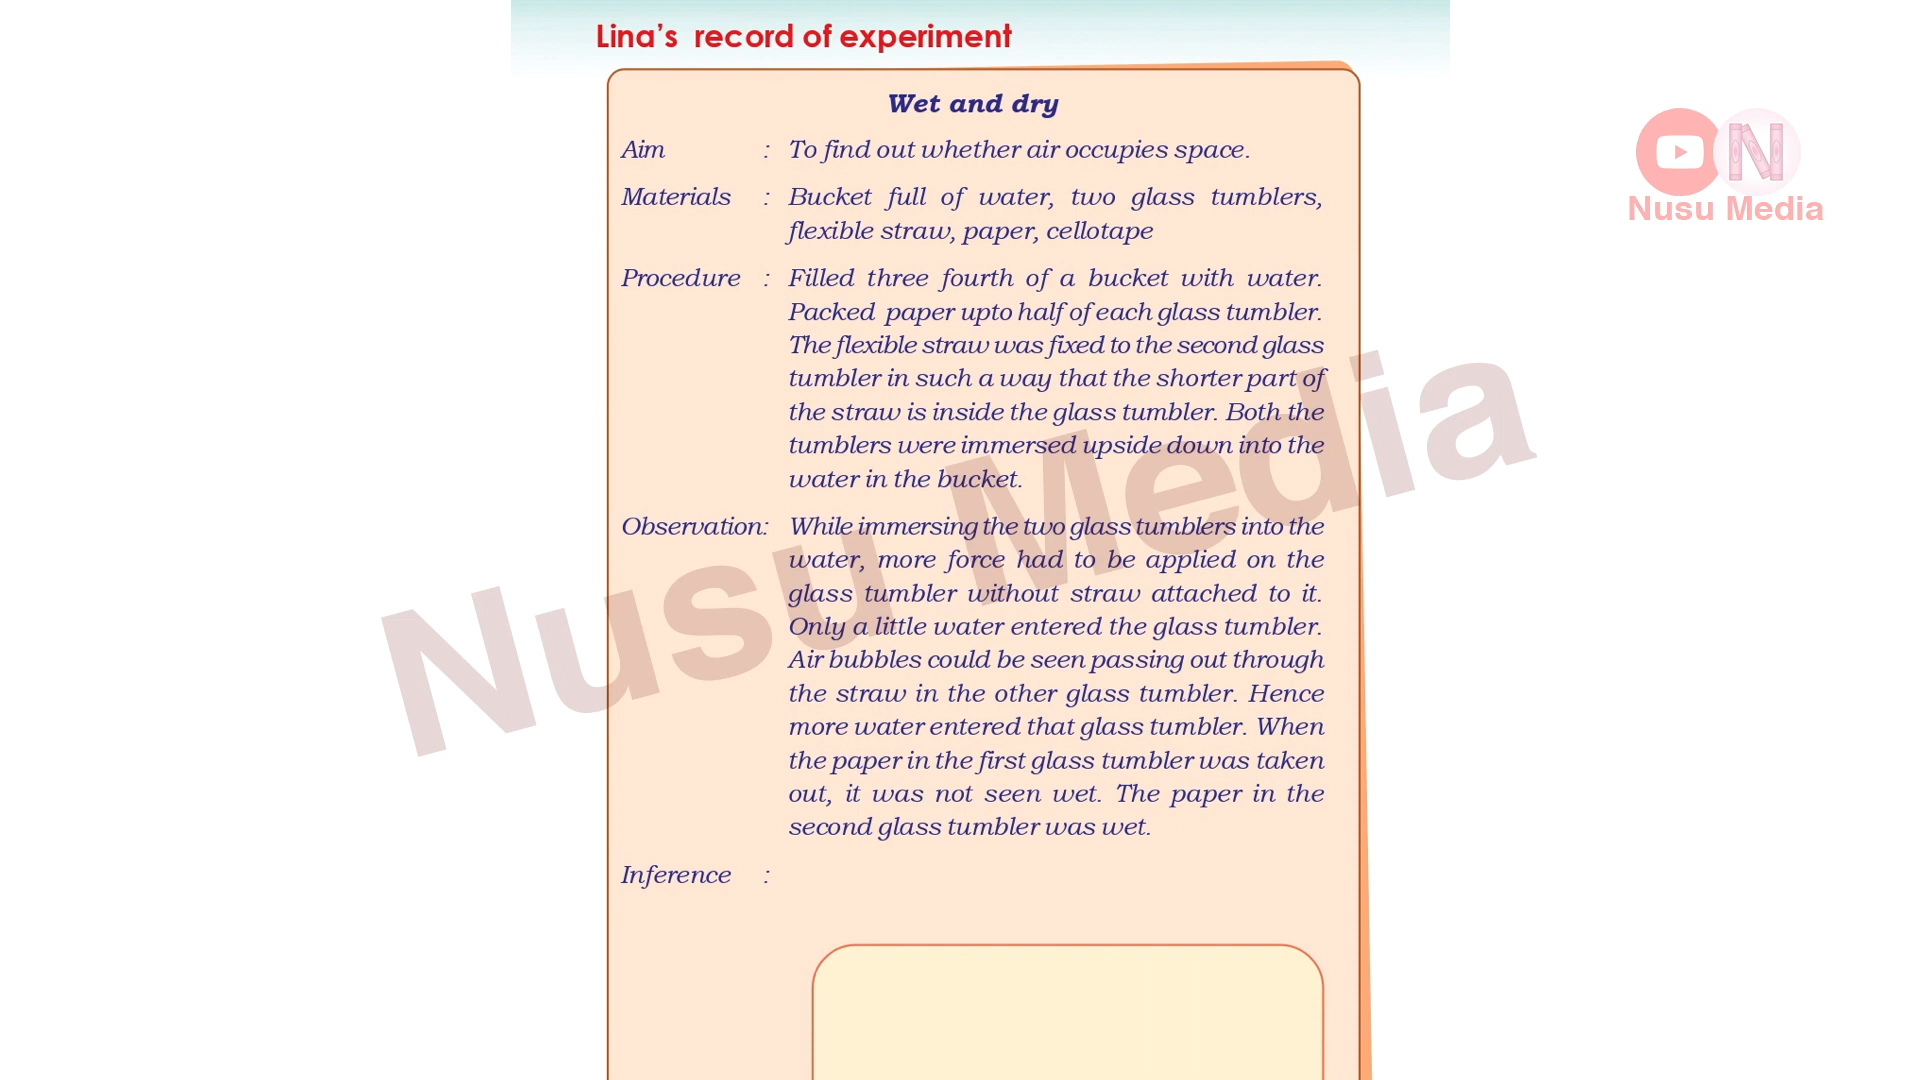 Lina's record of experiment
Wet and dry
Aim : To find out whether air occupies space.
Materials : Bucket full of water, two glass tumblers,
flexible straw, paper, cellotape
Procedure : Filled three fourth of a bucket with water.
Packed paper upto half of each glass tumbler.
The flexible straw was fixed to the second glass
tumbler in such a way that the shorter part of
the straw is inside the glass tumbler. Both the
tumblers were immersed upside down into the
water in the bucket.
Observation: While immersing the two glass tumblers into the
water, more force had to be applied on the
glass tumbler without straw attached to it.
Only a little water entered the glass tumbler.
Air bubbles could be seen passing out through
the straw in the other glass tumbler. Hence
more water entered that glass tumbler. When
the paper in the first glass tumbler was taken
out, it was not seen wet. The paper in the
second glass tumbler was wet.
Inference :
N
Nusu Media
Nusu Media